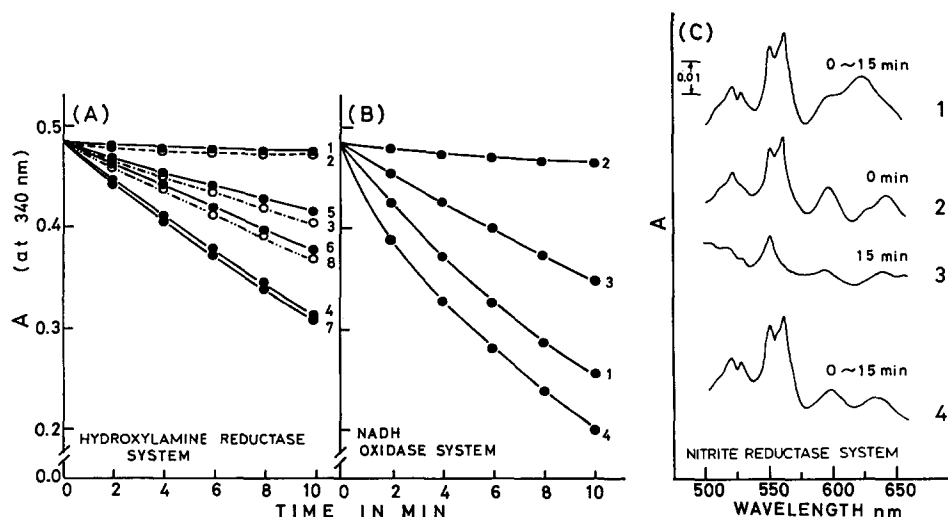 (A)
(B)
(C)
A (at 340 nm)
0.5
0.4
0.3
0.2
0.0
1
2
5
3
6
8
4
7
HYDROXYLAMINE REDUCTASE
SYSTEM
0 2 4 6 8 10
2
3
1
4
NADH
OXIDASE SYSTEM
0 2 4 6 8 10
TIME IN MIN
A
0.01
0~15 min
1
0 min
2
15 min
3
0~15 min
4
NITRITE REDUCTASE SYSTEM
500 550 600 650
WAVELENGTH nm